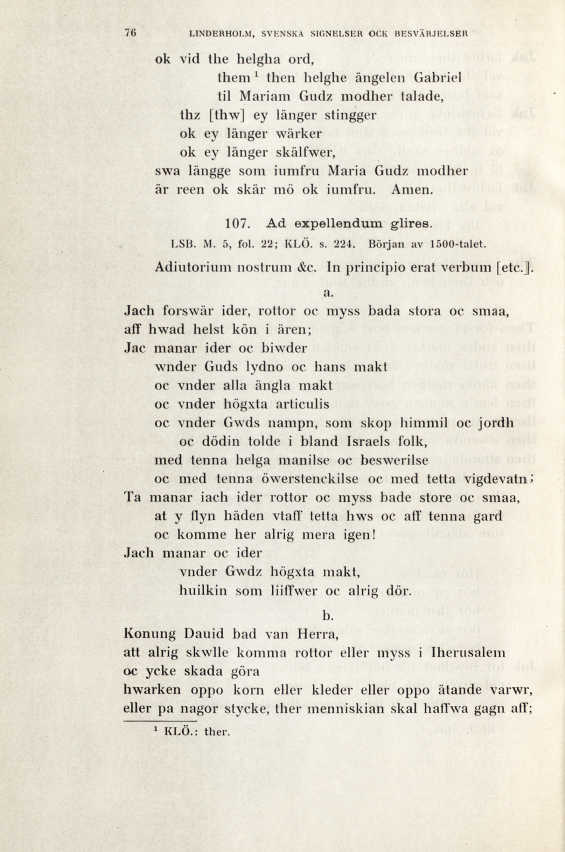 76 LINDERHOLM, SVENSKA SIGNELSER OCK BESVÄRJELSER
ok vid the helgha ord,
them ¹ then helghe ängelen Gabriel
til Mariam Gudz modher talade,
thz [thw] ey länger stingger
ok ey länger wärker
ok ey länger skälfwer,
swa längge som iumfru Maria Gudz modher
är reen ok skär mö ok iumfru. Amen.
107. Ad expellendum glires.
LSB. M. 5, fol. 22; KLÖ. s. 224. Början av 1500-talet.
Adiutorium nostrum &c. In principio erat verbum [etc.].
a.
Jach forswär ider, rottor oc myss bada stora oc smaa,
aff hwad helst kön i ären;
Jac manar ider oc biwder
wnder Guds lydno oc hans makt
oc vnder alla ängla makt
oc vnder högxta articulis
oc vnder Gwds nampn, som skop himmil oc jordh
oc dödin tolde i bland Israels folk,
med tenna helga manilse oc beswerilse
oc med tenna öwerstenckilse oc med tetta vigdevatn;
Ta manar iach ider rottor oc myss bade store oc smaa,
at y flyn häden vtaff tetta hws oc aff tenna gard
oc komme her alrig mera igen!
Jach manar oc ider
vnder Gwdz högxta makt,
huilkin som liiffwer oc alrig dör.
b.
Konung Dauid bad van Herra,
att alrig skwlle komma rottor eller myss i Iherusalem
oc ycke skada göra
hwarken oppo korn eller kleder eller oppo ätande varwr,
eller pa nagor stycke, ther menniskian skal haffwa gagn aff;
¹ KLÖ.: ther.